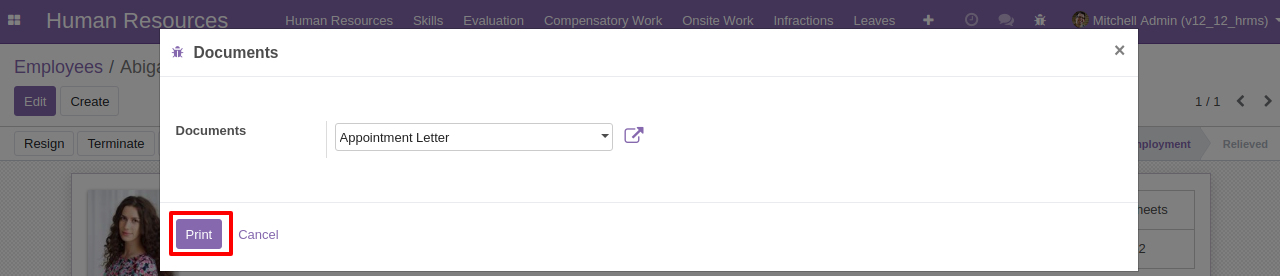 Human Resources Human Resources Skills Evaluation Compensatory Work Onsite Work Infractions Leaves Mitchell Admin (v12_12_hrms)
Documents ×
Employees / Abiga
Edit Create 1 / 1
Documents Appointment Letter
Resign Terminate mployment Relieved
heets
Print Cancel 2